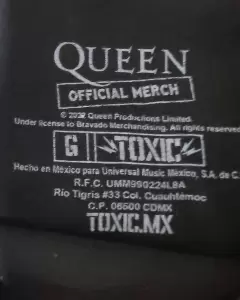 QUEEN
OFFICIAL MERCH
© 2022 Queen Productions Limited.
Under license to Bravado Merchandising. All rights reserved
G TOXIC
Hecho en México para Universal Music México, S.A. de C.
R.F.C. UMM990224L8A
Río Tigris #33 Col. Cuauhtémoc
C.P. 06500 CDMX
TOXIC.MX